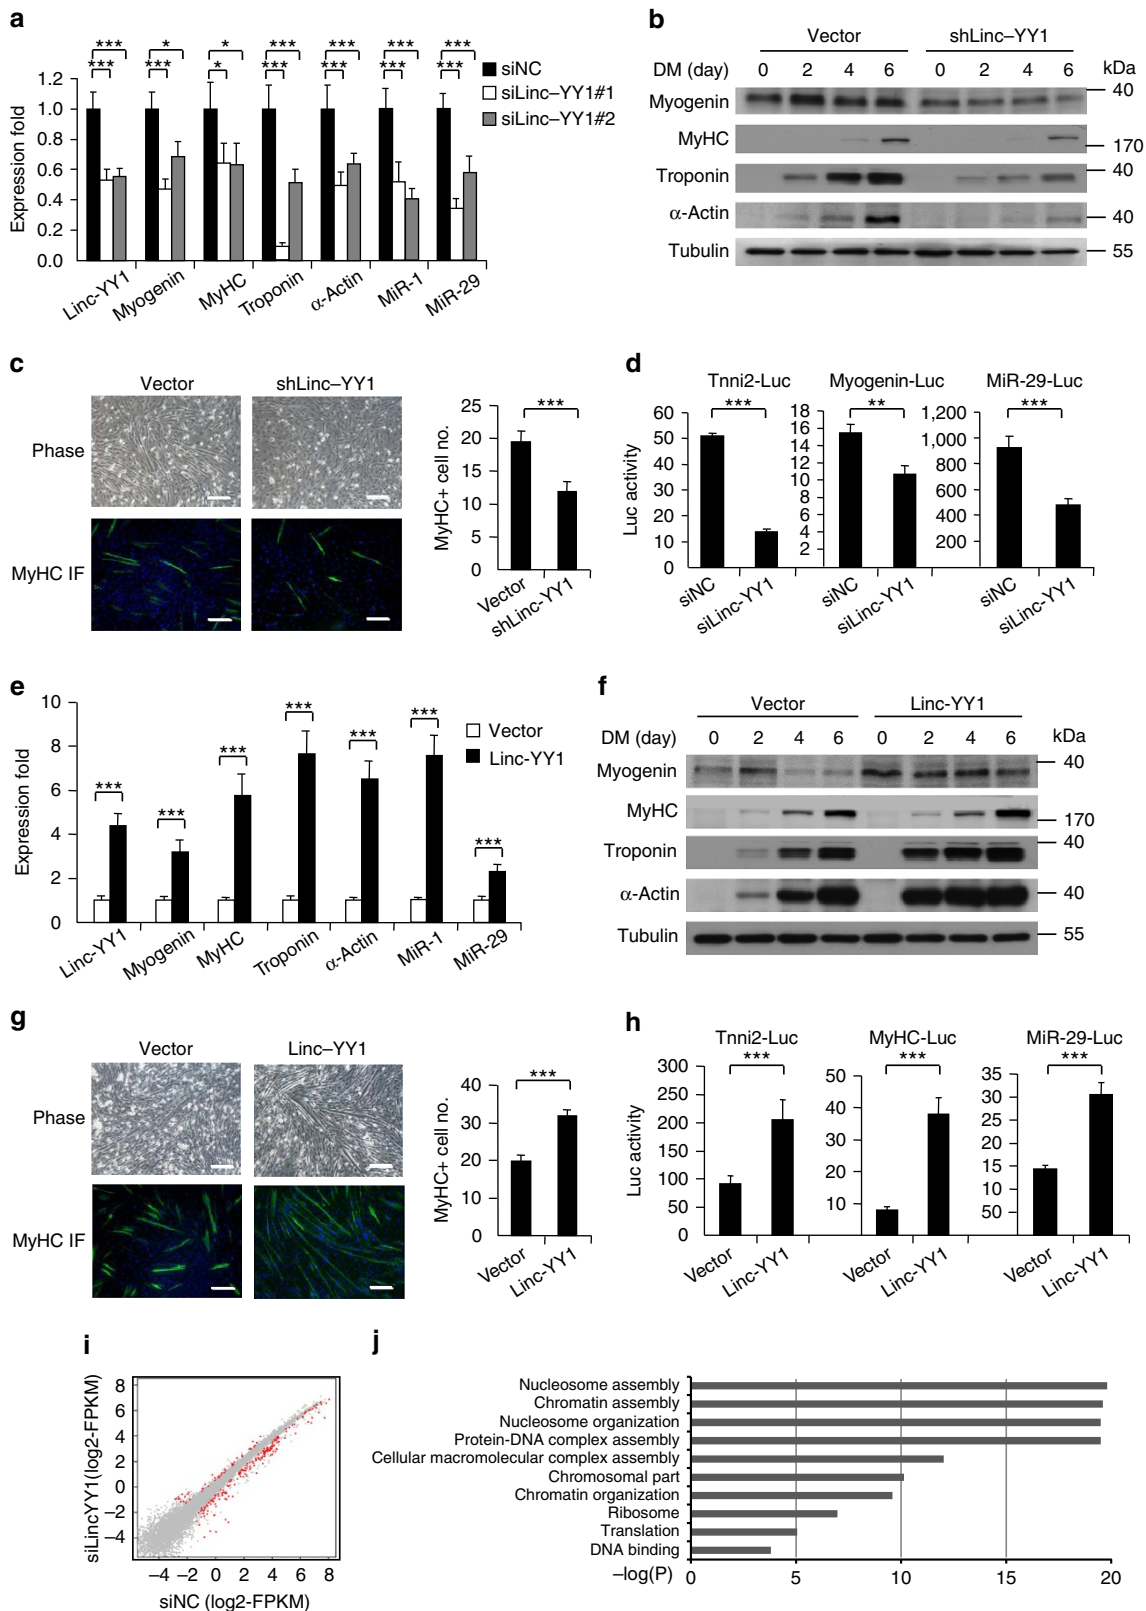 a
*** * * *** *** *** ***
*** *** * *** *** *** ***
siNC
siLinc–YY1#1
siLinc–YY1#2
Expression fold
1.2
1.0
0.8
0.6
0.4
0.2
0.0
Linc-YY1 Myogenin MyHC Troponin α-Actin MiR-1 MiR-29
b
Vector shLinc–YY1
DM (day) 0 2 4 6 0 2 4 6 kDa
Myogenin 40
MyHC 170
Troponin 40
α-Actin 40
Tubulin 55
c
Vector shLinc–YY1
Phase
MyHC IF
MyHC+ cell no.
25
20
15
10
5
0
***
Vector shLinc-YY1
d
Tnni2-Luc Myogenin-Luc MiR-29-Luc
*** ** ***
Luc activity
60
50
40
30
20
10
0
18
16
14
12
10
8
6
4
2
1,200
1,000
800
600
400
200
siNC siLinc-YY1 siNC siLinc-YY1 siNC siLinc-YY1
e
Expression fold
10
8
6
4
2
0
*** *** *** *** *** *** ***
Vector
Linc-YY1
Linc-YY1 Myogenin MyHC Troponin α-Actin MiR-1 MiR-29
f
Vector Linc-YY1
DM (day) 0 2 4 6 0 2 4 6 kDa
Myogenin 40
MyHC 170
Troponin 40
α-Actin 40
Tubulin 55
g
Vector Linc–YY1
Phase
MyHC IF
MyHC+ cell no.
40
30
20
10
0
***
Vector Linc-YY1
h
Tnni2-Luc MyHC-Luc MiR-29-Luc
*** *** ***
Luc activity
300
250
200
150
100
50
0
50
40
30
20
10
35
30
25
20
15
10
50
Vector Linc-YY1 Vector Linc-YY1 Vector Linc-YY1
i
siLincYY1(log2-FPKM)
8
6
4
2
0
−2
−4
−4 −2 0 2 4 6 8
siNC (log2-FPKM)
j
Nucleosome assembly
Chromatin assembly
Nucleosome organization
Protein-DNA complex assembly
Cellular macromolecular complex assembly
Chromosomal part
Chromatin organization
Ribosome
Translation
DNA binding
−log(P) 0 5 10 15 20